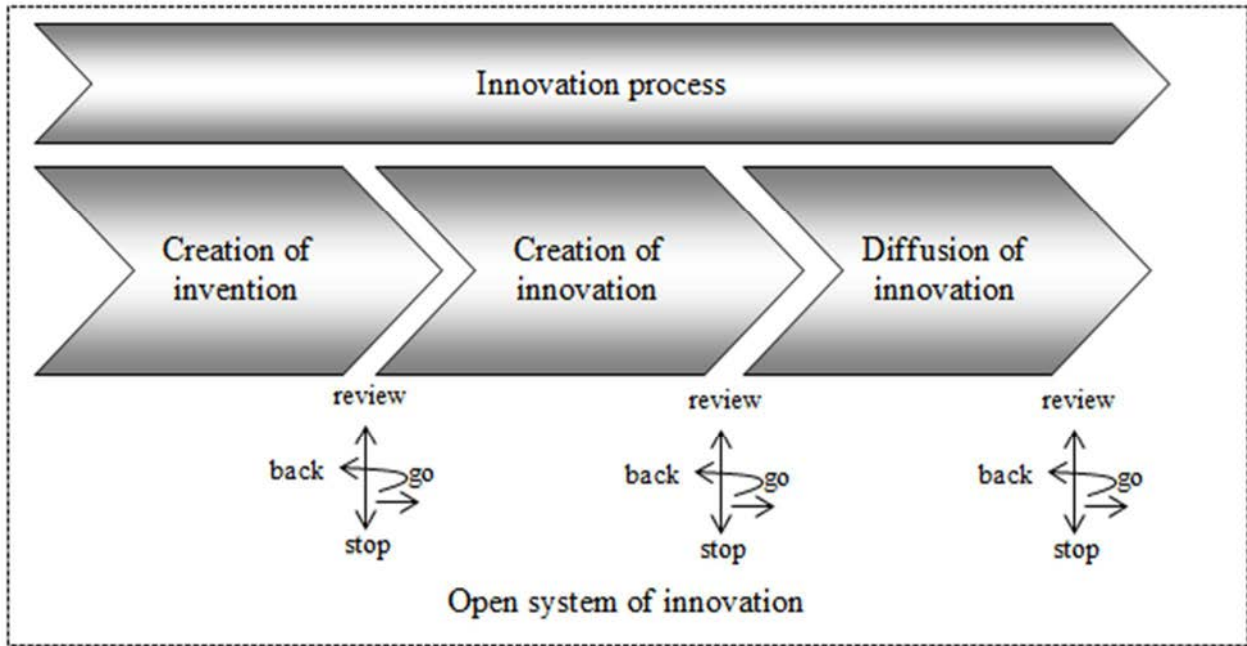 Innovation process
Creation of
invention
Creation of
innovation
Diffusion of
innovation
review
back
go
stop
review
back
go
stop
review
back
go
stop
Open system of innovation